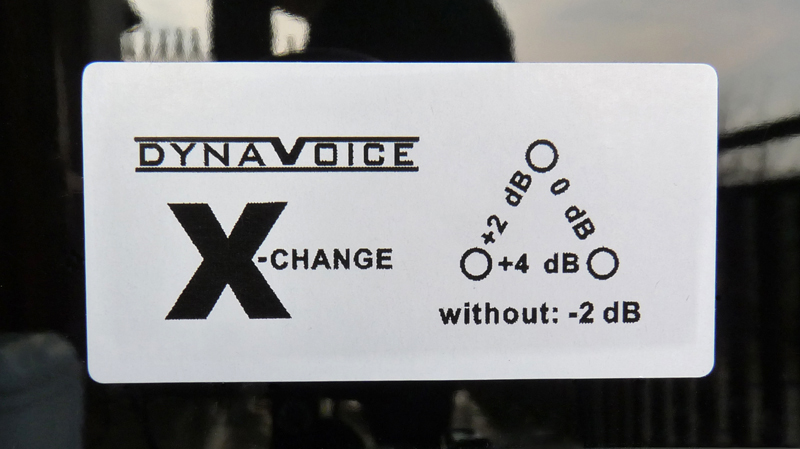 DYNAVOICE
X-CHANGE
+2 dB
0 dB
+4 dB
without: -2 dB